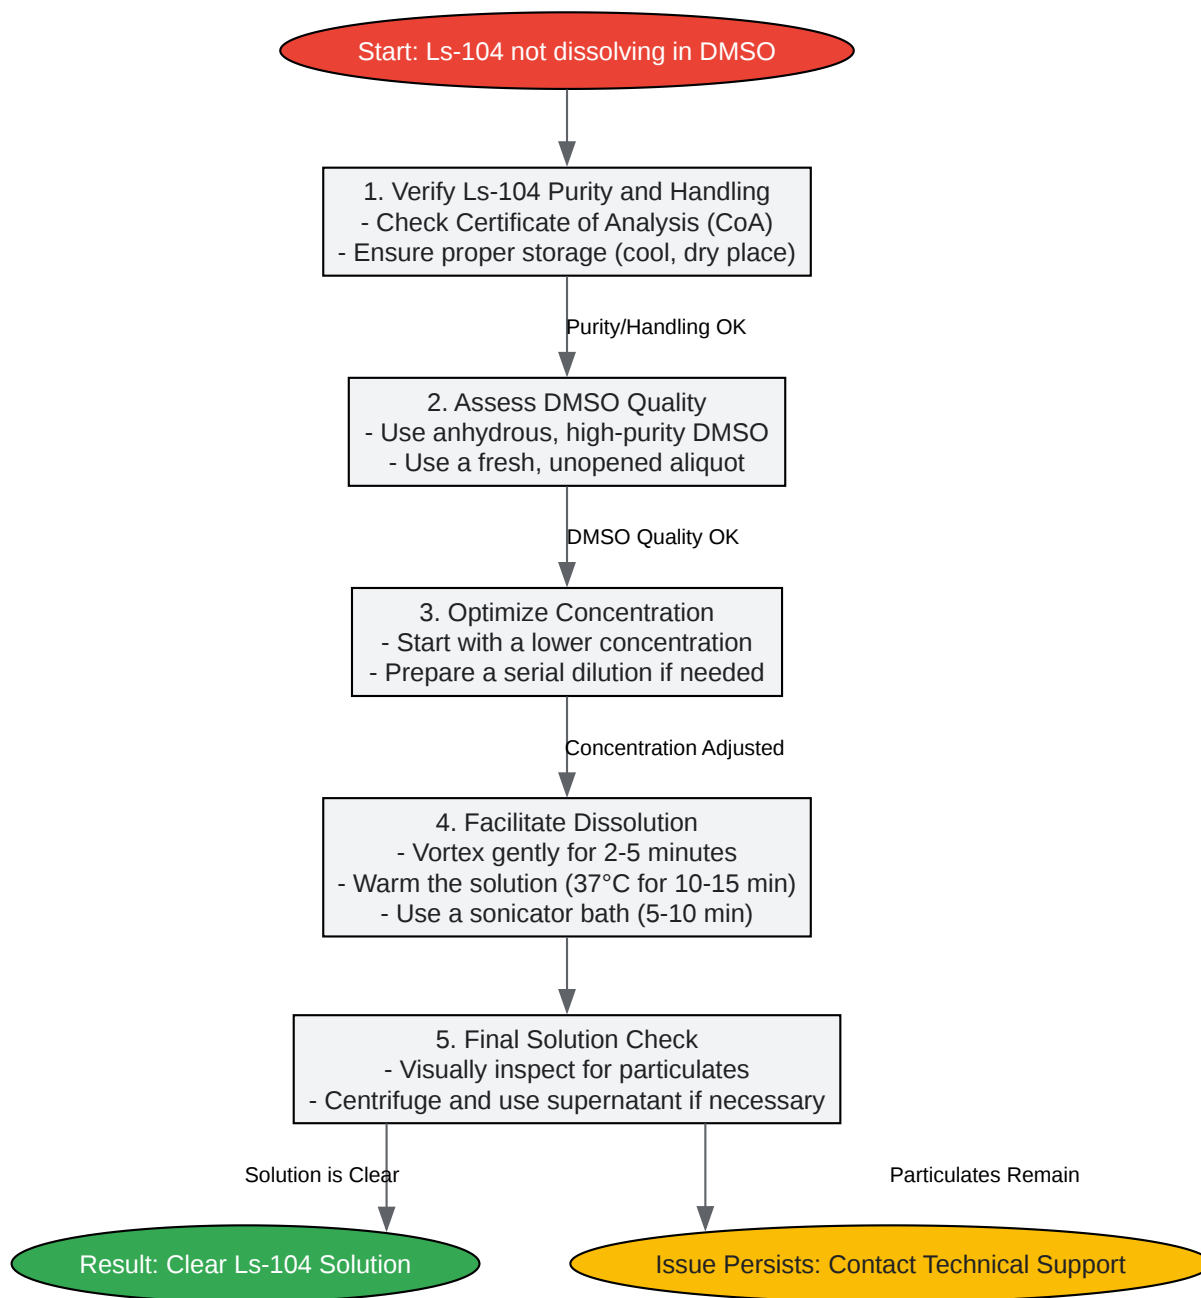 Start: Ls-104 not dissolving in DMSO
1. Verify Ls-104 Purity and Handling
- Check Certificate of Analysis (CoA)
- Ensure proper storage (cool, dry place)
Purity/Handling OK
2. Assess DMSO Quality
- Use anhydrous, high-purity DMSO
- Use a fresh, unopened aliquot
DMSO Quality OK
3. Optimize Concentration
- Start with a lower concentration
- Prepare a serial dilution if needed
Concentration Adjusted
4. Facilitate Dissolution
- Vortex gently for 2-5 minutes
- Warm the solution (37°C for 10-15 min)
- Use a sonicator bath (5-10 min)
5. Final Solution Check
- Visually inspect for particulates
- Centrifuge and use supernatant if necessary
Solution is Clear
Particulates Remain
Result: Clear Ls-104 Solution
Issue Persists: Contact Technical Support